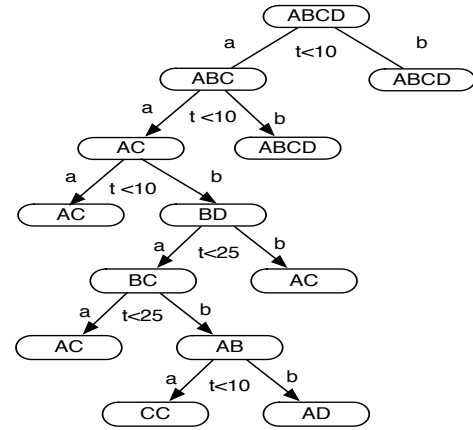 ABCD
a t<10 b
ABC ABCD
a t <10 b
AC ABCD
a t <10 b
AC BD
a t<25 b
BC AC
a t<25 b
AC AB
a t<10 b
CC AD